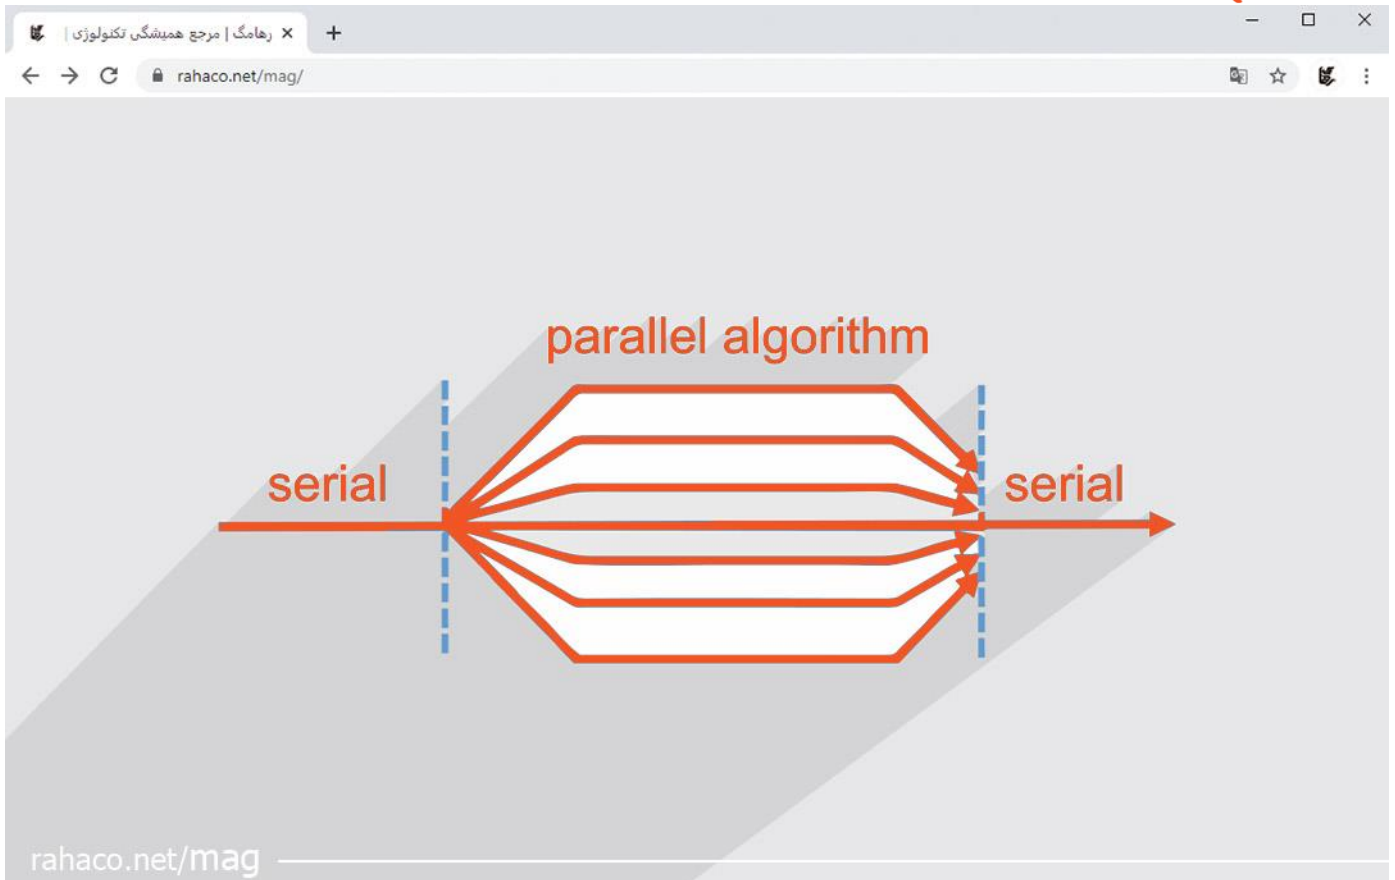 رهامگ | مرجع همیشگی تکنولوژی |
rahaco.net/mag/
parallel algorithm
serial
serial
rahaco.net/mag